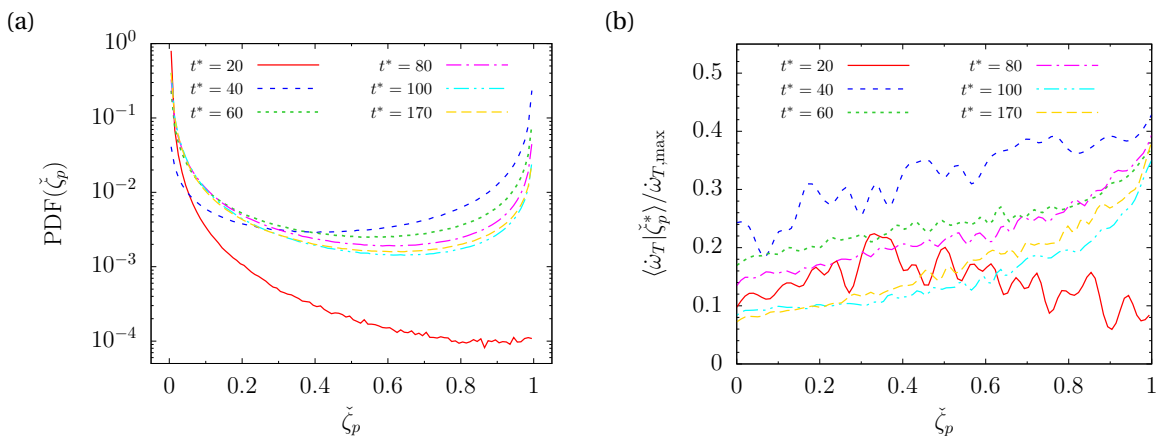 (a)
10^0
10^{-1}
10^{-2}
10^{-3}
10^{-4}
PDF(ζ̌_p)
t* = 20
t* = 40
t* = 60
t* = 80
t* = 100
t* = 170
0 0.2 0.4 0.6 0.8 1
ζ̌_p
(b)
0.5
0.4
0.3
0.2
0.1
0
⟨ω̇_T|ζ̌_p^*⟩/ω̇_{T,max}
t* = 20
t* = 40
t* = 60
t* = 80
t* = 100
t* = 170
0 0.2 0.4 0.6 0.8 1
ζ̌_p